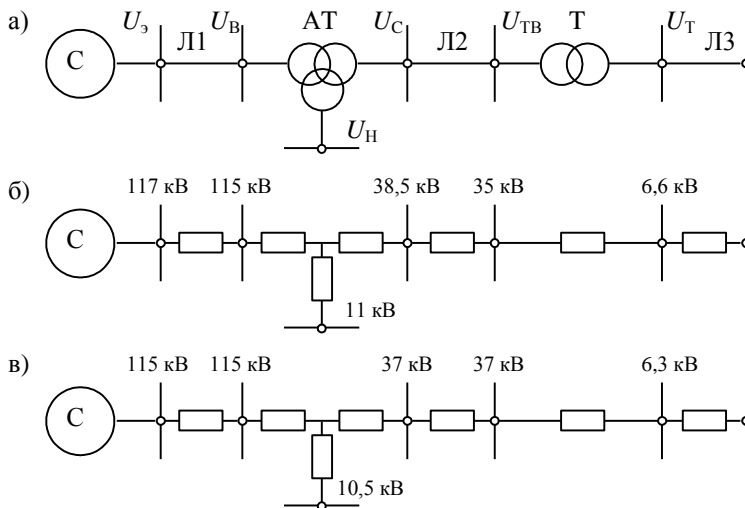 а)
Uэ Л1 UВ АТ UС Л2 UТВ Т UТ Л3
С
UН
б)
117 кВ 115 кВ 38,5 кВ 35 кВ 6,6 кВ
С
11 кВ
в)
115 кВ 115 кВ 37 кВ 37 кВ 6,3 кВ
С
10,5 кВ